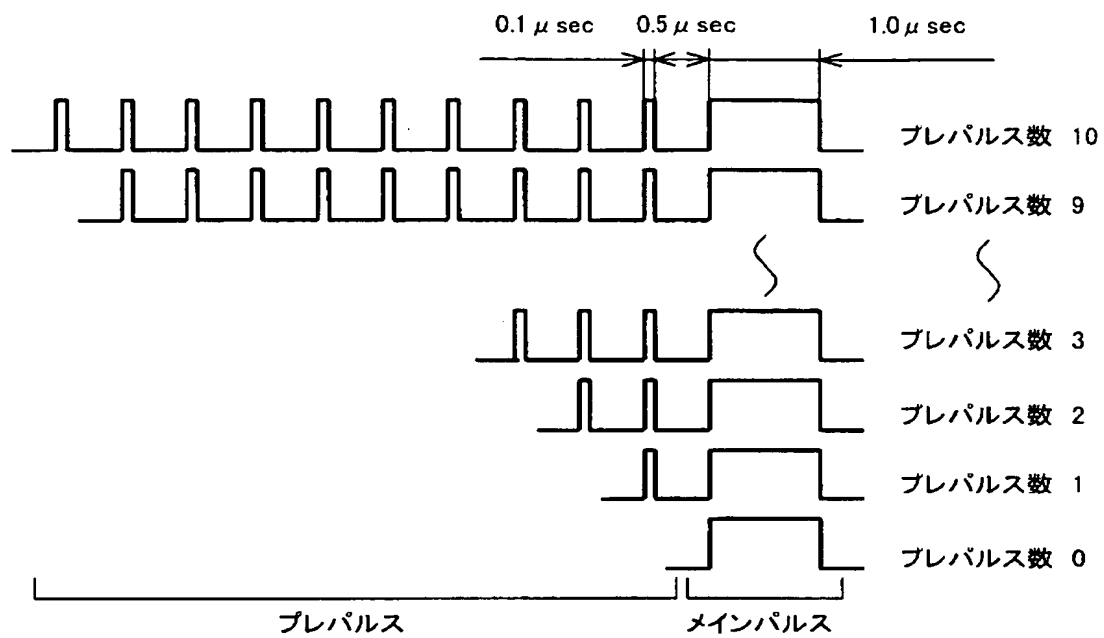 0.1 μ sec 0.5 μ sec 1.0 μ sec
プレパルス数 10
プレパルス数 9
プレパルス数 3
プレパルス数 2
プレパルス数 1
プレパルス数 0
プレパルス メインパルス